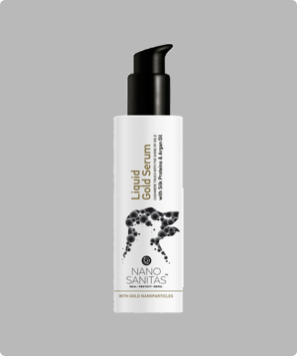 Liquid
Gold Serum
with Silk Proteins & Argan Oil
NANO
SANITAS
WITH GOLD NANOPARTICLES